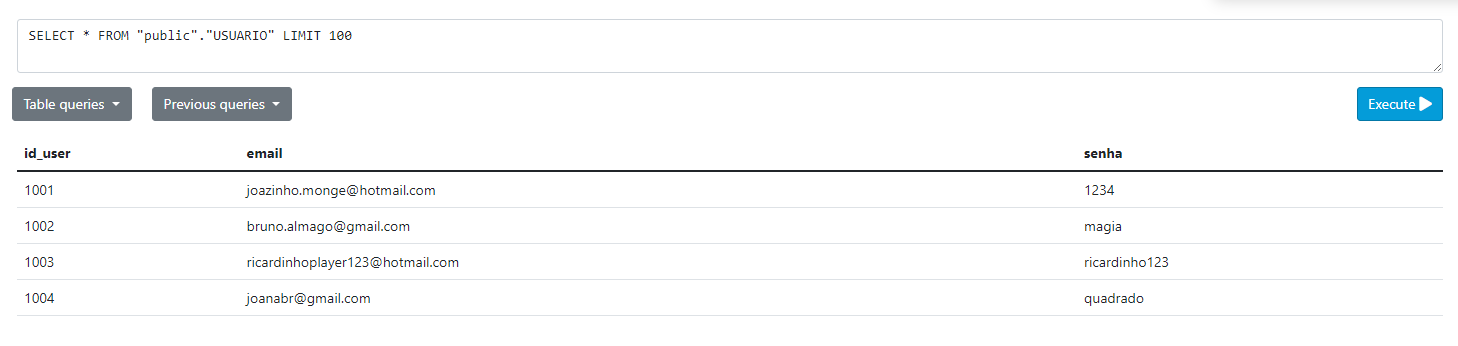 SELECT * FROM "public"."USUARIO" LIMIT 100
Table queries Previous queries Execute
id_user email senha
1001 joazinho.monge@hotmail.com 1234
1002 bruno.almago@gmail.com magia
1003 ricardinhoplayer123@hotmail.com ricardinho123
1004 joanabr@gmail.com quadrado